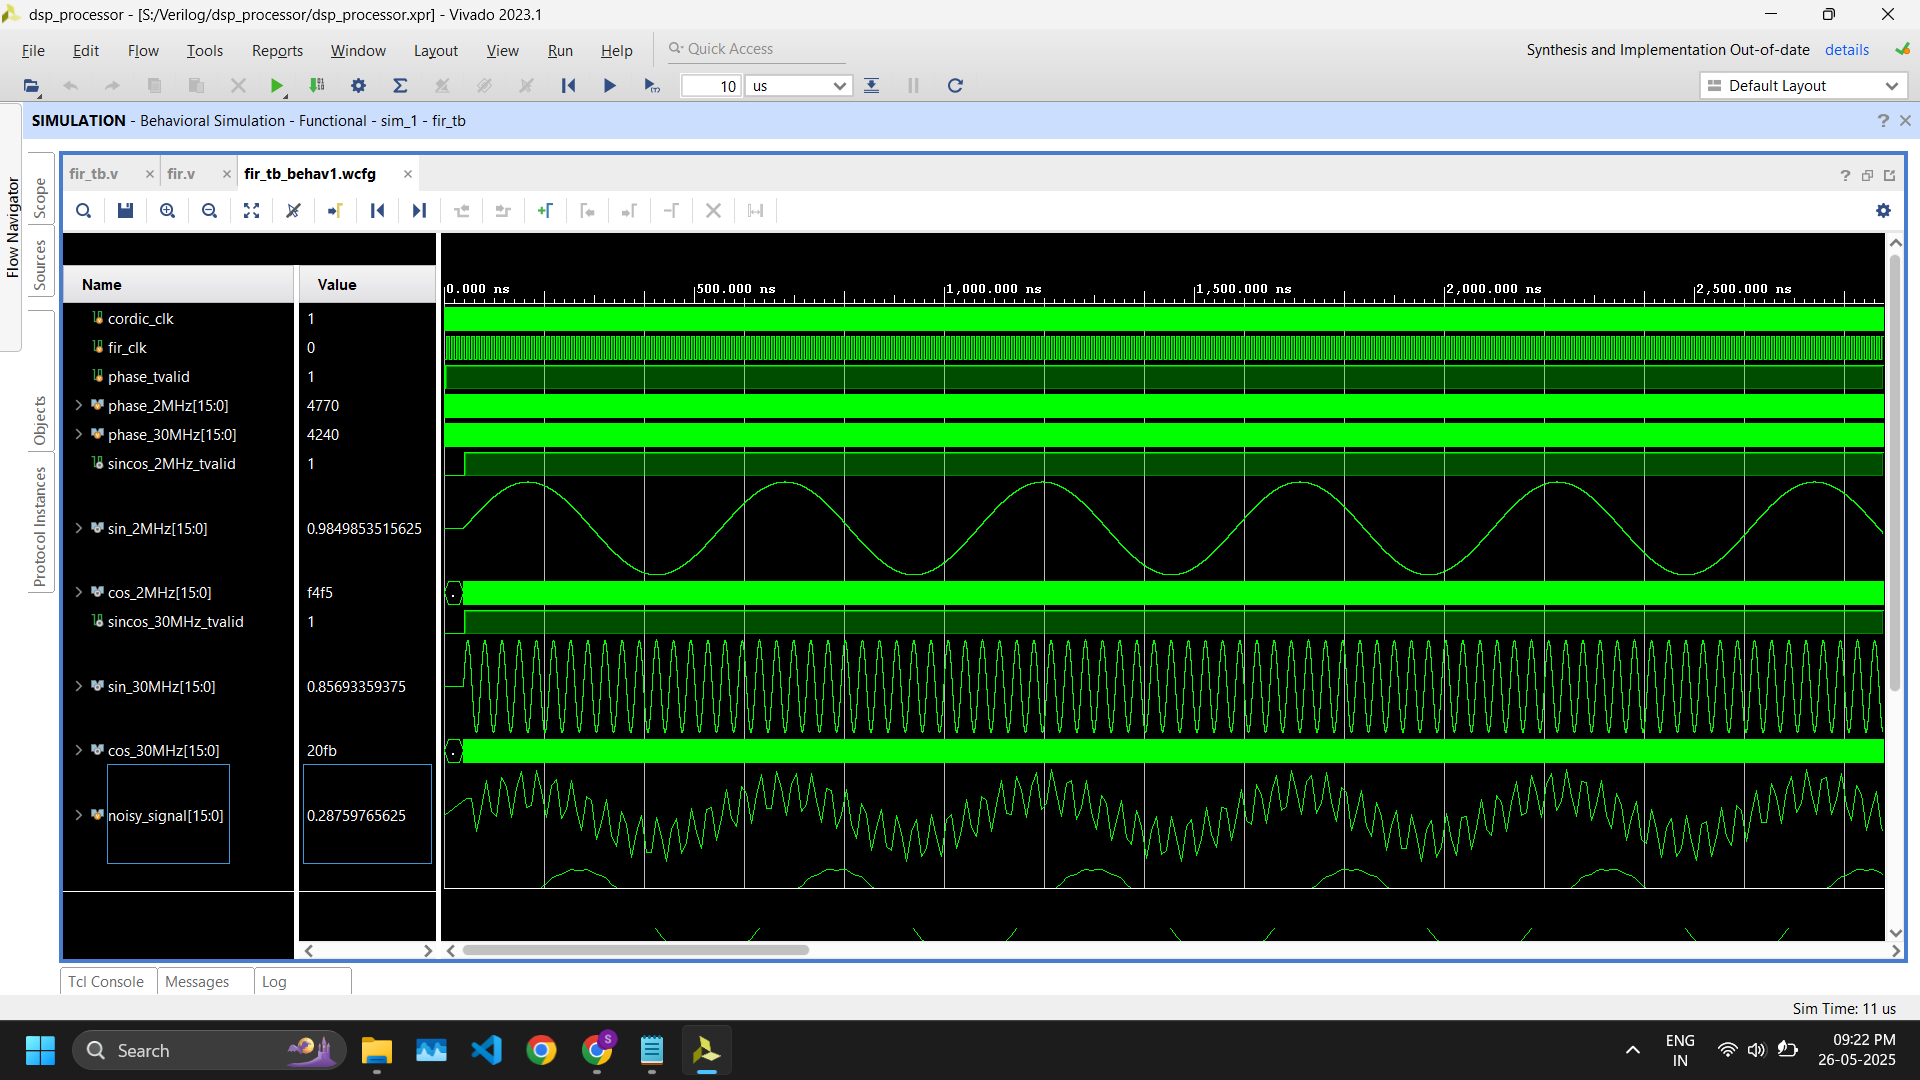 dsp_processor - [S:/Verilog/dsp_processor/dsp_processor.xpr] - Vivado 2023.1
File Edit Flow Tools Reports Window Layout View Run Help Quick Access
Synthesis and Implementation Out-of-date details
10 us Default Layout
SIMULATION - Behavioral Simulation - Functional - sim_1 - fir_tb
Flow Navigator
Scope
Sources
Objects
Protocol Instances
fir_tb.v fir.v fir_tb_behav1.wcfg
Name Value
0.000 ns 500.000 ns 1,000.000 ns 1,500.000 ns 2,000.000 ns 2,500.000 ns
cordic_clk 1
fir_clk 0
phase_tvalid 1
phase_2MHz[15:0] 4770
phase_30MHz[15:0] 4240
sincos_2MHz_tvalid 1
sin_2MHz[15:0] 0.9849853515625
cos_2MHz[15:0] f4f5
sincos_30MHz_tvalid 1
sin_30MHz[15:0] 0.85693359375
cos_30MHz[15:0] 20fb
noisy_signal[15:0] 0.28759765625
Tcl Console Messages Log
Sim Time: 11 us
Search
S
ENG
IN
09:22 PM
26-05-2025